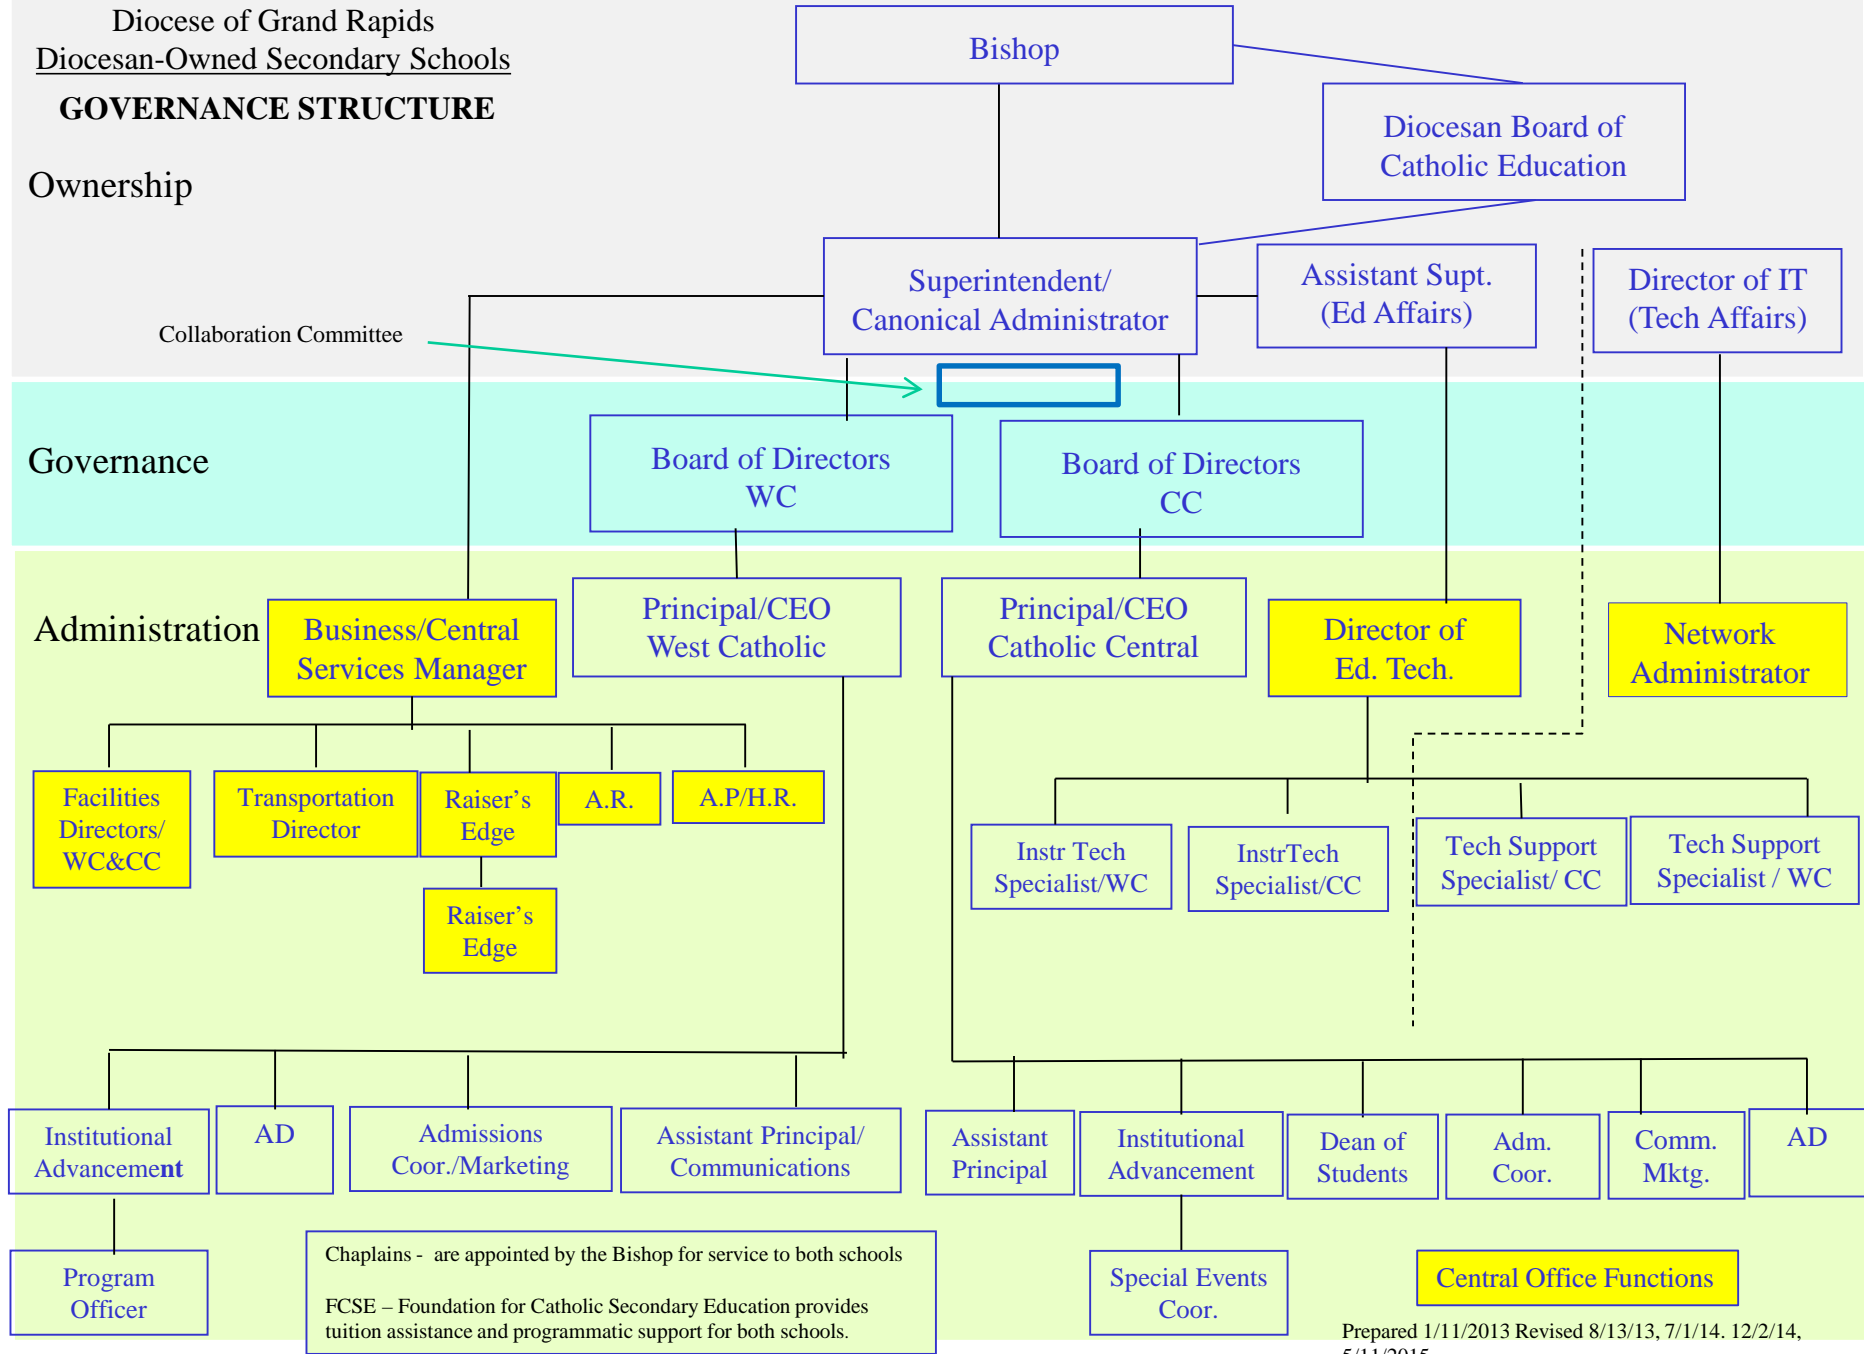 Diocese of Grand Rapids
Diocesan-Owned Secondary Schools
GOVERNANCE STRUCTURE
Bishop
Diocesan Board of
Catholic Education
Ownership
Superintendent/
Canonical Administrator
Assistant Supt.
(Ed Affairs)
Director of IT
(Tech Affairs)
Collaboration Committee
Governance
Board of Directors
WC
Board of Directors
CC
Administration
Business/Central
Services Manager
Principal/CEO
West Catholic
Principal/CEO
Catholic Central
Director of
Ed. Tech.
Network
Administrator
Facilities
Directors/
WC&CC
Transportation
Director
Raiser’s
Edge
A.R.
A.P/H.R.
Raiser’s
Edge
Instr Tech
Specialist/WC
InstrTech
Specialist/CC
Tech Support
Specialist/ CC
Tech Support
Specialist / WC
Institutional
Advancement
AD
Admissions
Coor./Marketing
Assistant Principal/
Communications
Assistant
Principal
Institutional
Advancement
Dean of
Students
Adm.
Coor.
Comm.
Mktg.
AD
Program
Officer
Chaplains - are appointed by the Bishop for service to both schools
FCSE – Foundation for Catholic Secondary Education provides
tuition assistance and programmatic support for both schools.
Special Events
Coor.
Central Office Functions
Prepared 1/11/2013 Revised 8/13/13, 7/1/14. 12/2/14,
5/11/2015